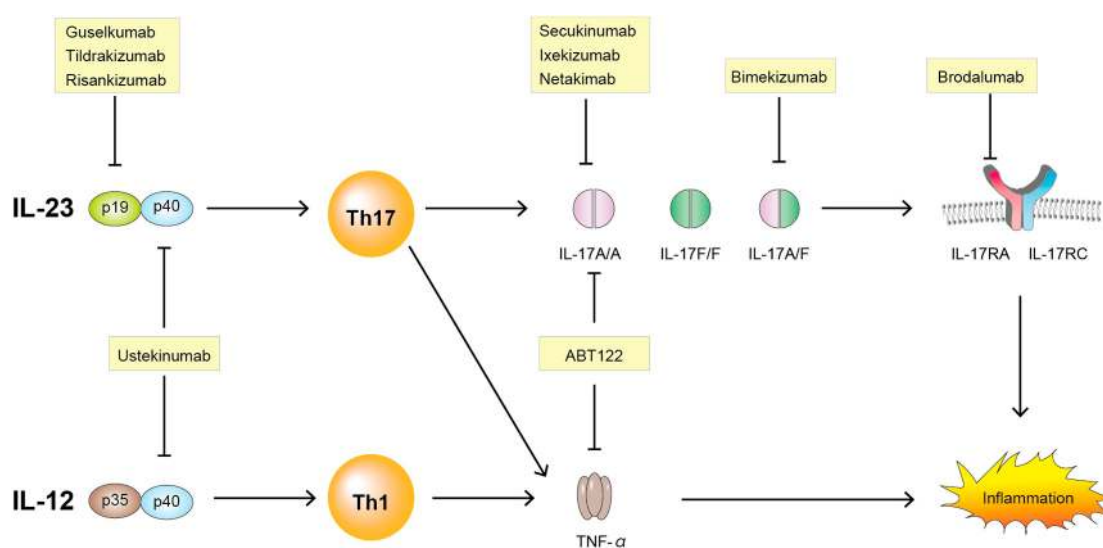 Guselkumab
Tildrakizumab
Risankizumab
Secukinumab
Ixekizumab
Netakimab
Bimekizumab
Brodalumab
IL-23
p19
p40
Th17
IL-17A/A
IL-17F/F
IL-17A/F
IL-17RA
IL-17RC
Ustekinumab
ABT122
IL-12
p35
p40
Th1
TNF-α
Inflammation